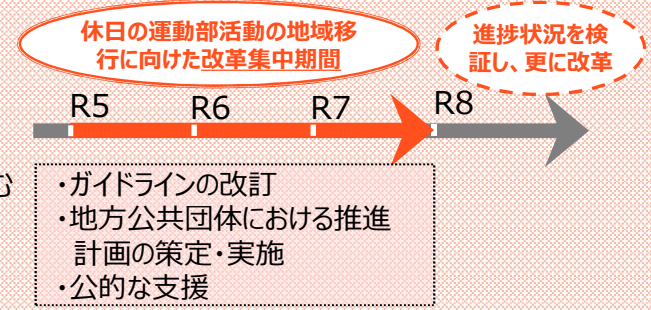 休日の運動部活動の地域移
行に向けた改革集中期間
進捗状況を検
証し、更に改革
R5 R6 R7 R8
む
・ガイドラインの改訂
・地方公共団体における推進
計画の策定・実施
・公的な支援